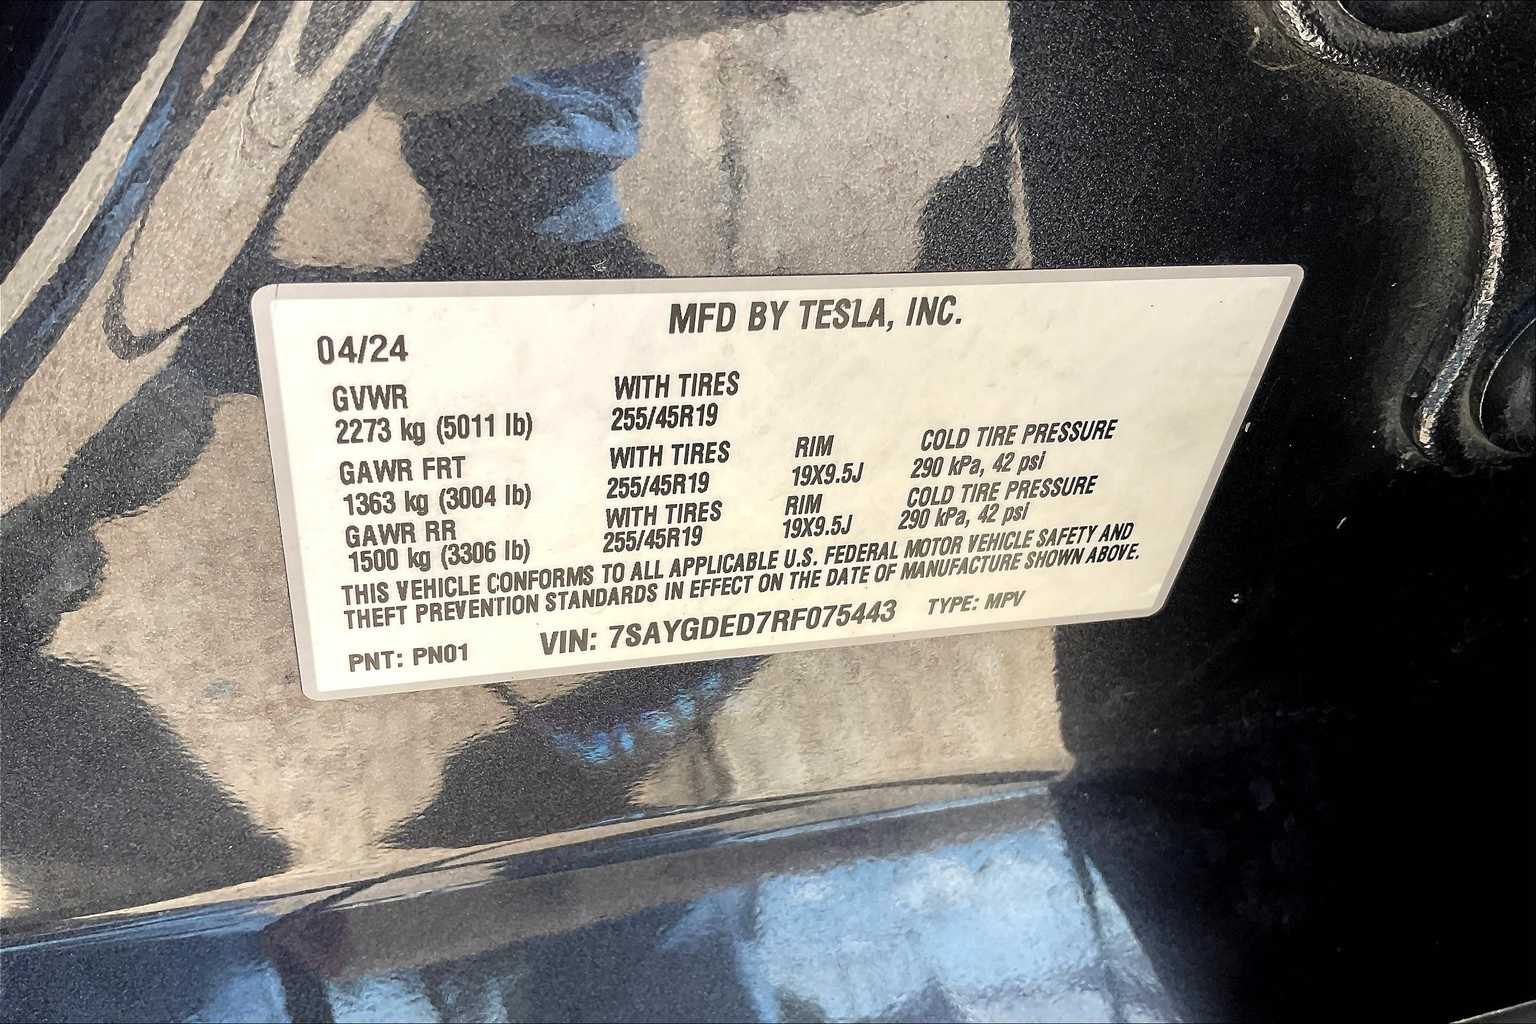 MFD BY TESLA, INC.
04/24
GVWR WITH TIRES
2273 kg (5011 lb) 255/45R19
GAWR FRT WITH TIRES RIM COLD TIRE PRESSURE
1363 kg (3004 lb) 255/45R19 19X9.5J 290 kPa, 42 psi
GAWR RR WITH TIRES RIM COLD TIRE PRESSURE
1500 kg (3306 lb) 255/45R19 19X9.5J 290 kPa, 42 psi
THIS VEHICLE CONFORMS TO ALL APPLICABLE U.S. FEDERAL MOTOR VEHICLE SAFETY AND
THEFT PREVENTION STANDARDS IN EFFECT ON THE DATE OF MANUFACTURE SHOWN ABOVE.
PNT: PN01 VIN: 7SAYGDED7RF075443 TYPE: MPV